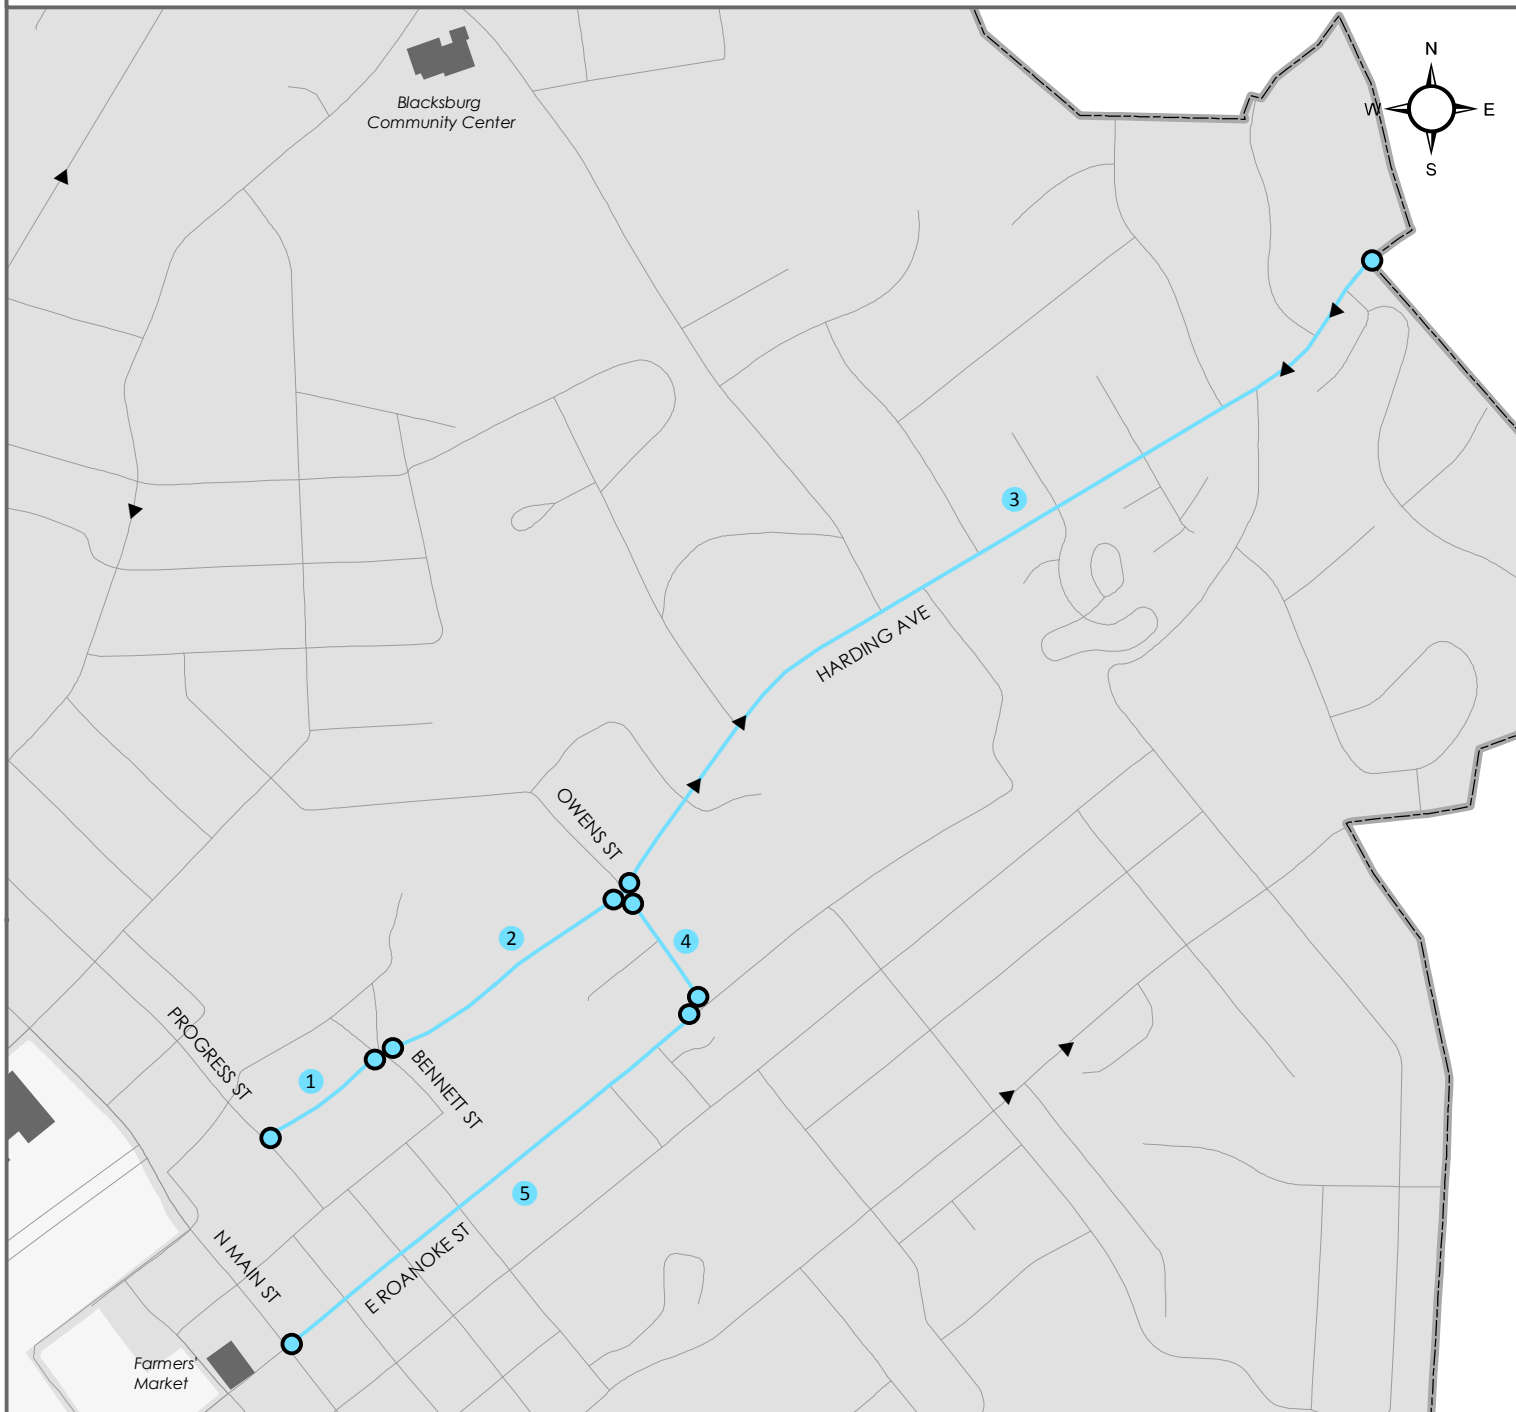 Blacksburg
Community Center
N
W
E
S
3
HARDING AVE
OWENS ST
2
4
PROGRESS ST
1
BENNETT ST
5
N MAIN ST
E ROANOKE ST
Farmers'
Market